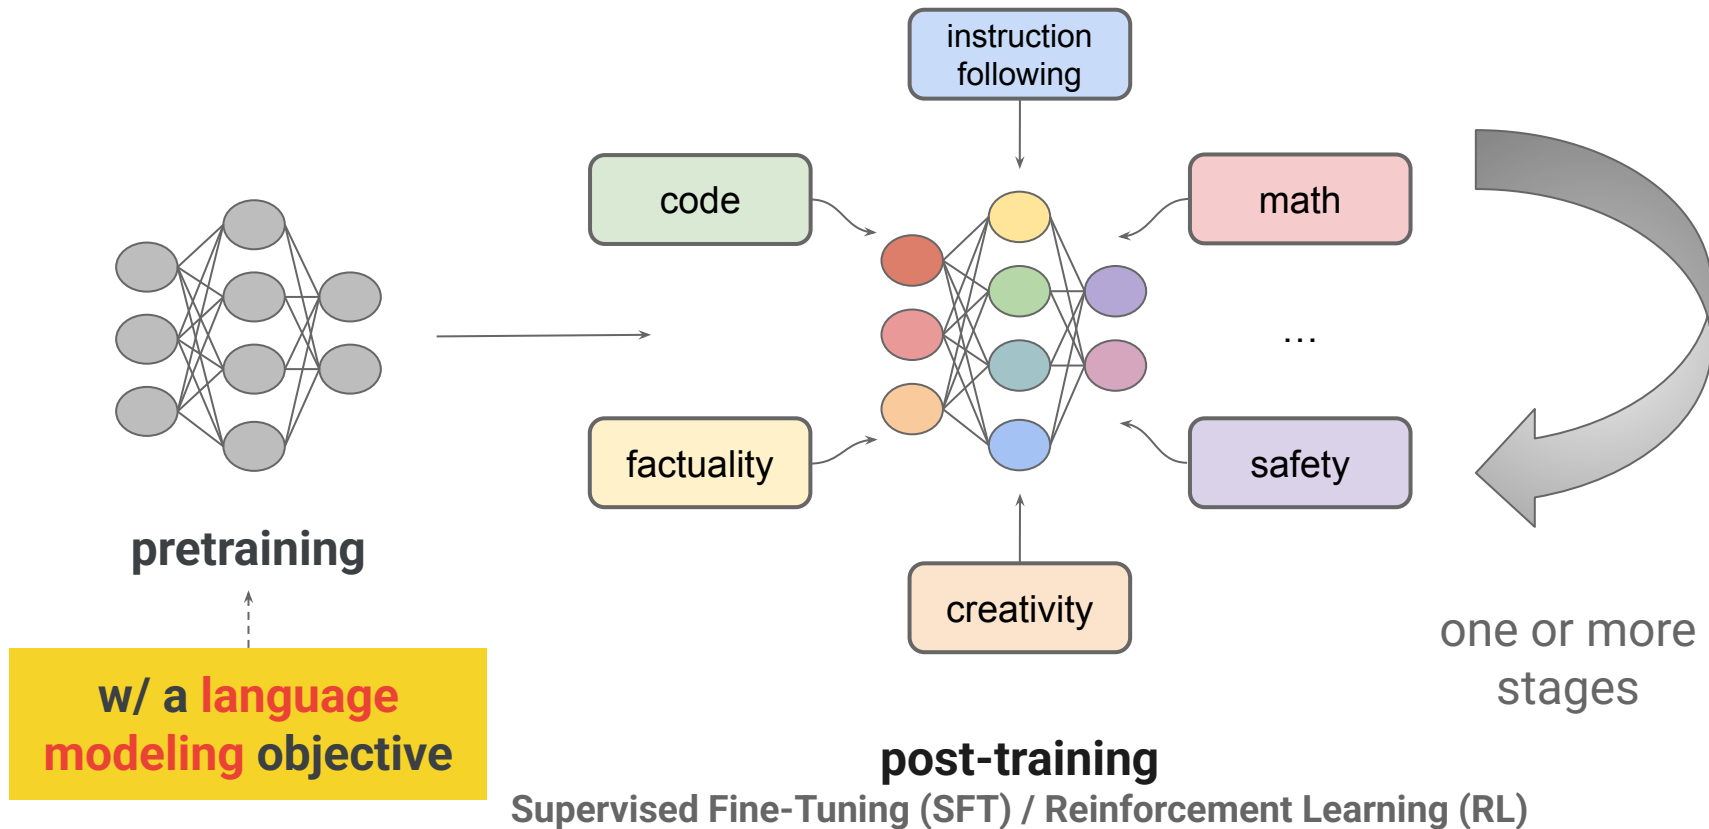 instruction
following
code
math
...
factuality
safety
creativity
pretraining
w/ a language
modeling objective
one or more
stages
post-training
Supervised Fine-Tuning (SFT) / Reinforcement Learning (RL)